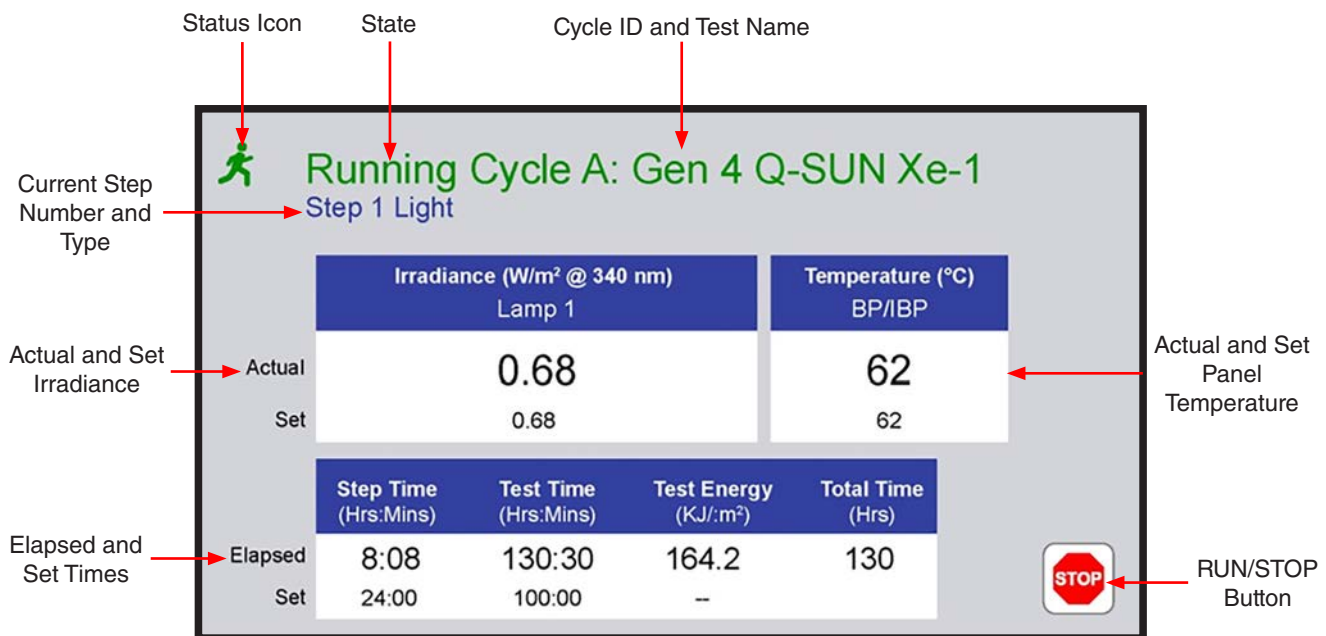 Status Icon
State
Cycle ID and Test Name
Running Cycle A: Gen 4 Q-SUN Xe-1
Step 1 Light
Current Step
Number and
Type
Irradiance (W/m² @ 340 nm)
Lamp 1
Temperature (°C)
BP/IBP
Actual and Set
Irradiance
Actual
0.68
62
Actual and Set
Panel
Temperature
Set
0.68
62
Step Time
(Hrs:Mins)
Test Time
(Hrs:Mins)
Test Energy
(KJ/:m²)
Total Time
(Hrs)
Elapsed and
Set Times
Elapsed
8:08
130:30
164.2
130
Set
24:00
100:00
--
STOP
RUN/STOP
Button